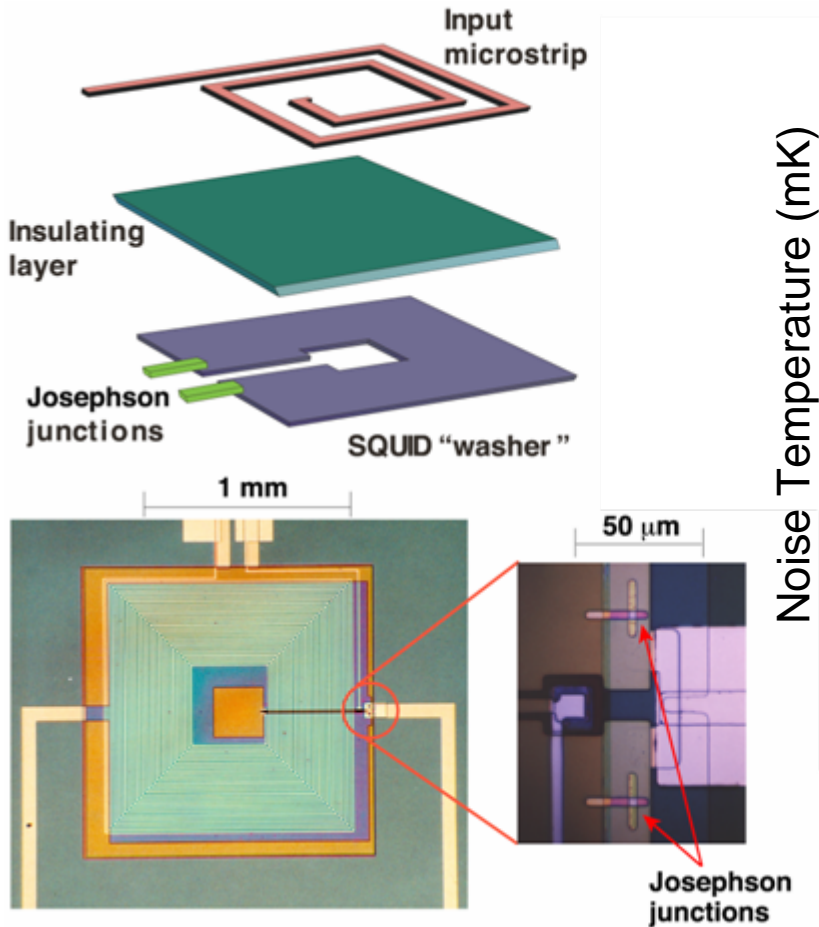 Input
microstrip
Insulating
layer
Josephson
junctions
SQUID “washer ”
Noise Temperature (mK)
1 mm
50 μm
Josephson
junctions